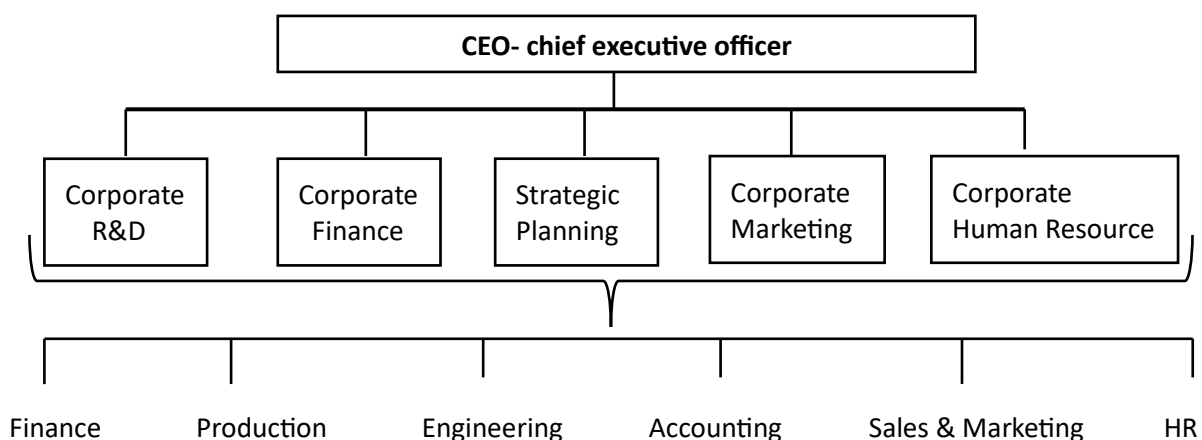 CEO- chief executive officer
Corporate
R&D
Corporate
Finance
Strategic
Planning
Corporate
Marketing
Corporate
Human Resource
Finance
Production
Engineering
Accounting
Sales & Marketing
HR